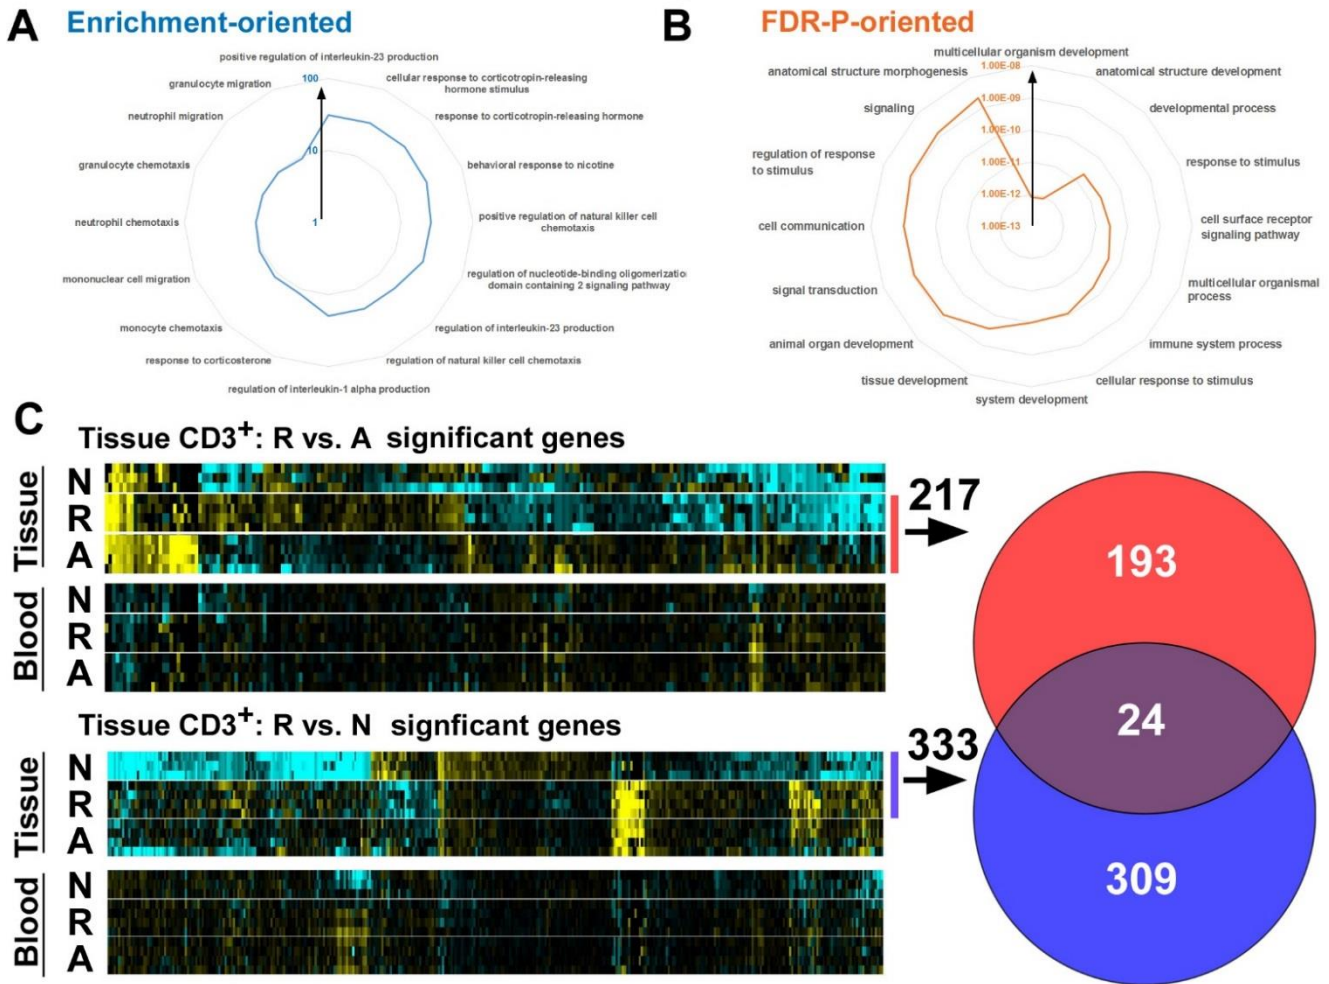 A
Enrichment-oriented
positive regulation of interleukin-23 production
granulocyte migration
cellular response to corticotropin-releasing
hormone stimulus
neutrophil migration
response to corticotropin-releasing hormone
granulocyte chemotaxis
behavioral response to nicotine
neutrophil chemotaxis
positive regulation of natural killer cell
chemotaxis
mononuclear cell migration
regulation of nucleotide-binding oligomerizatio
domain containing 2 signaling pathway
monocyte chemotaxis
regulation of interleukin-23 production
response to corticosterone
regulation of natural killer cell chemotaxis
regulation of interleukin-1 alpha production
100
10
1
B
FDR-P-oriented
multicellular organism development
anatomical structure morphogenesis
anatomical structure development
signaling
developmental process
regulation of response
to stimulus
response to stimulus
cell communication
cell surface receptor
signaling pathway
signal transduction
multicellular organismal
process
animal organ development
immune system process
tissue development
cellular response to stimulus
system development
1.00E-08
1.00E-09
1.00E-10
1.00E-11
1.00E-12
1.00E-13
C
Tissue CD3+: R vs. A significant genes
Tissue
N
R
A
Blood
N
R
A
217
Tissue CD3+: R vs. N signficant genes
Tissue
N
R
A
Blood
N
R
A
333
193
24
309